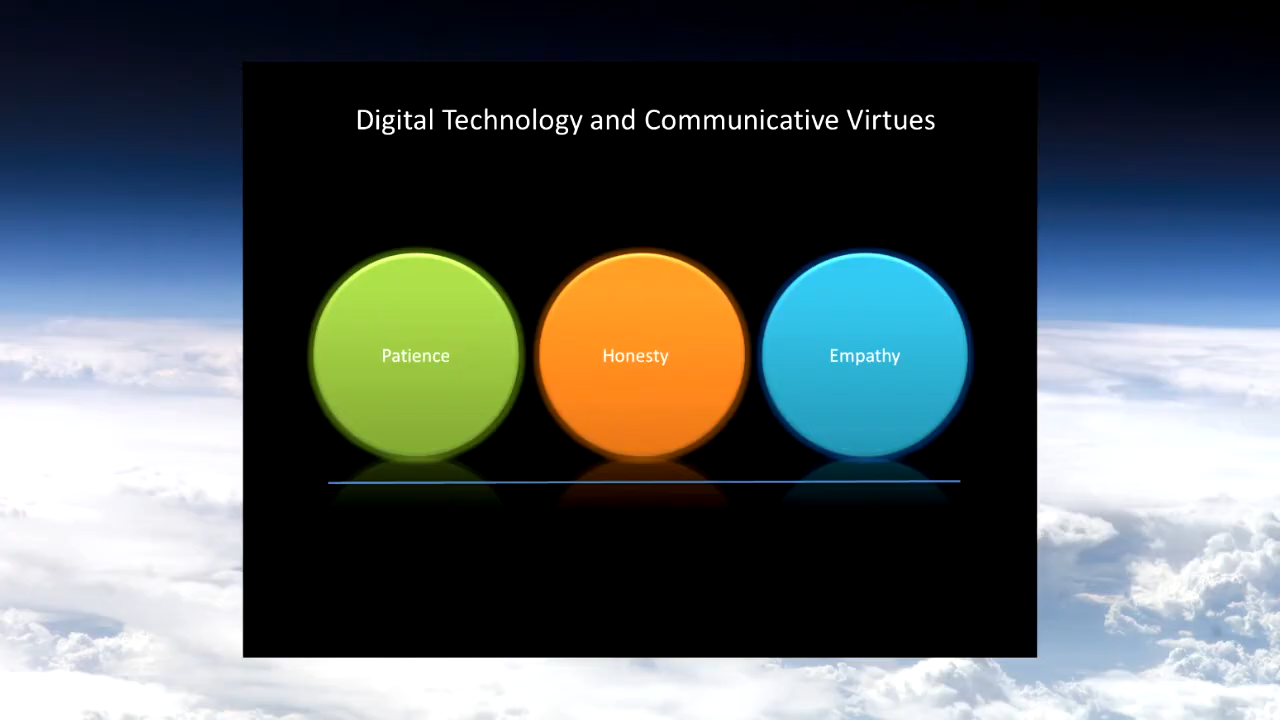 Digital Technology and Communicative Virtues
Patience
Honesty
Empathy